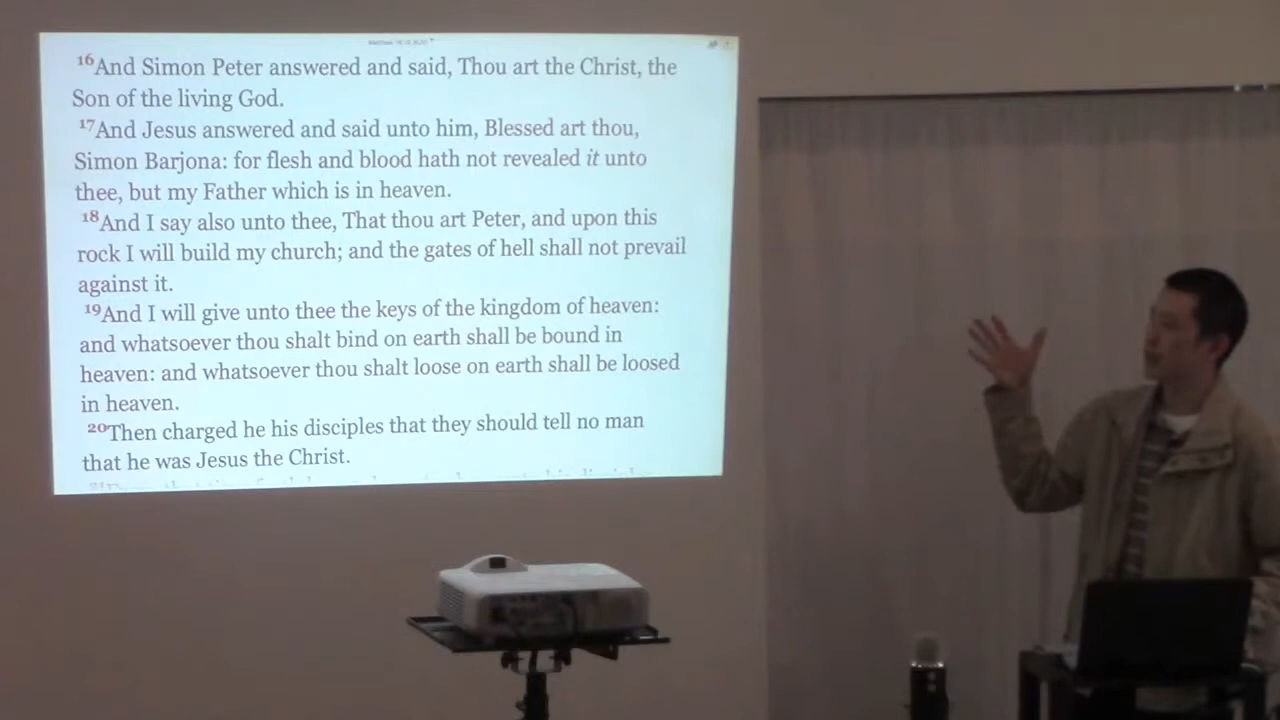 16And Simon Peter answered and said, Thou art the Christ, the
Son of the living God.
17And Jesus answered and said unto him, Blessed art thou,
Simon Barjona: for flesh and blood hath not revealed it unto
thee, but my Father which is in heaven.
18And I say also unto thee, That thou art Peter, and upon this
rock I will build my church; and the gates of hell shall not prevail
against it.
19And I will give unto thee the keys of the kingdom of heaven:
and whatsoever thou shalt bind on earth shall be bound in
heaven: and whatsoever thou shalt loose on earth shall be loosed
in heaven.
20Then charged he his disciples that they should tell no man
that he was Jesus the Christ.